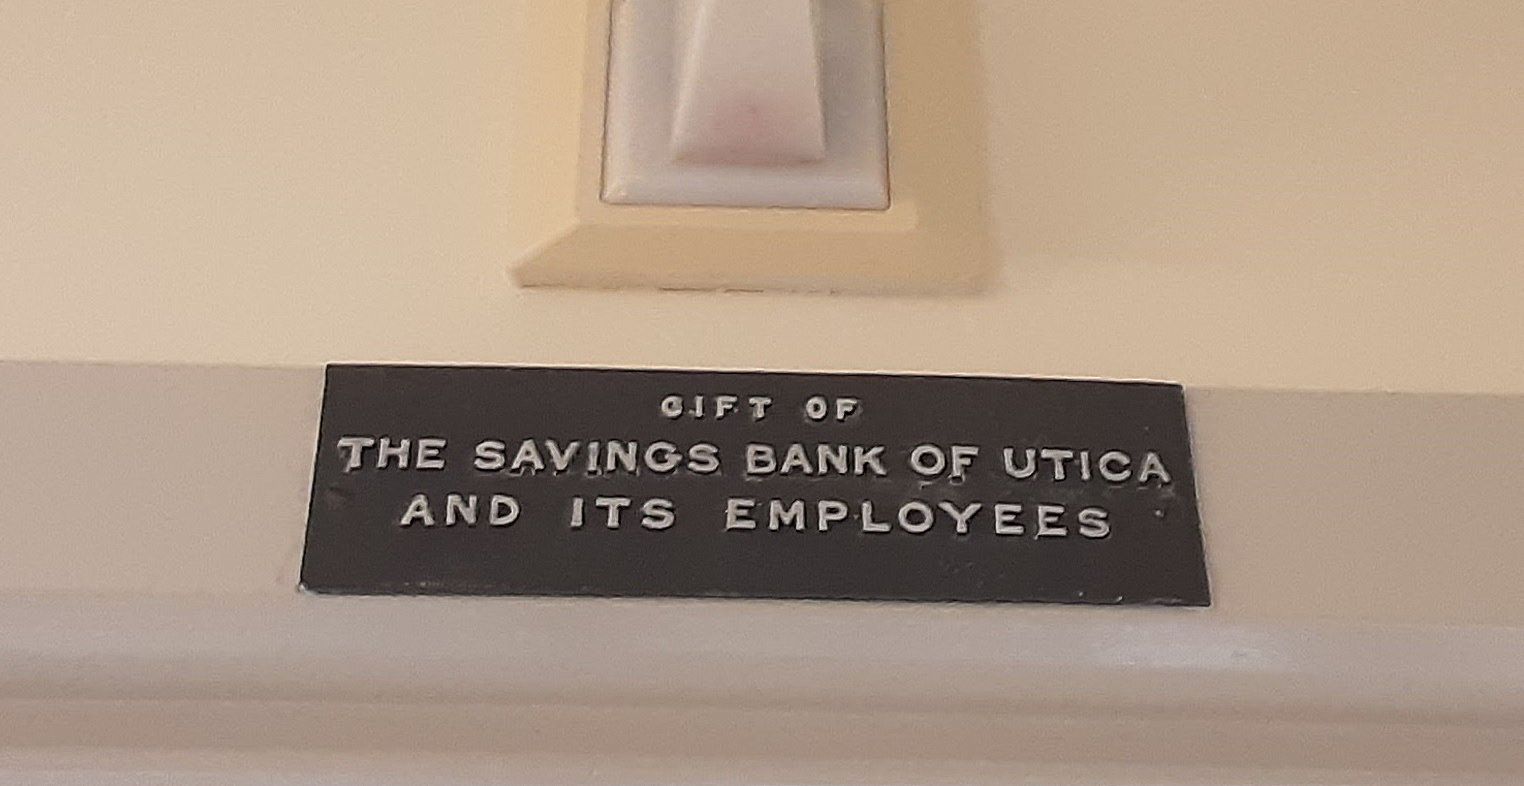 GIFT OF
THE SAVINGS BANK OF UTICA
AND ITS EMPLOYEES